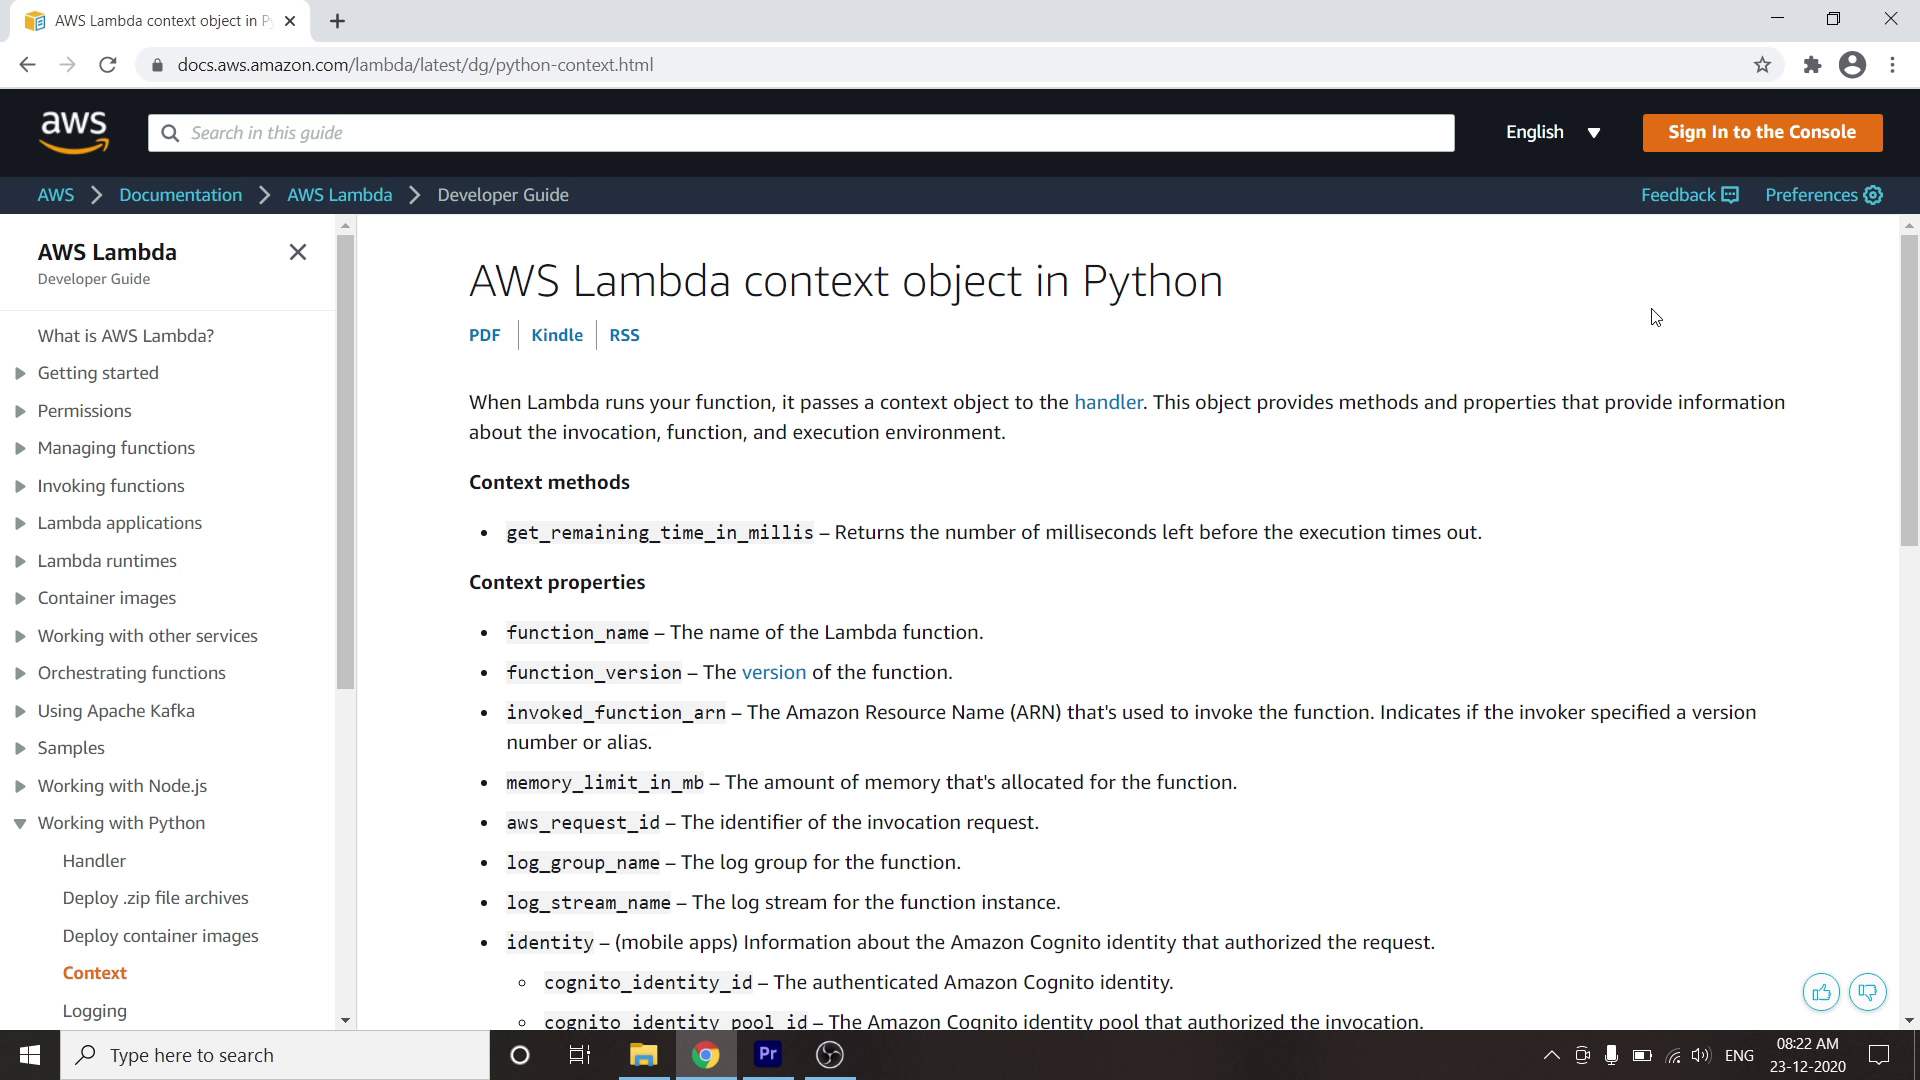 AWS Lambda context object in P
docs.aws.amazon.com/lambda/latest/dg/python-context.html
aws
Search in this guide
English
Sign In to the Console
AWS
Documentation
AWS Lambda
Developer Guide
Feedback
Preferences
AWS Lambda
Developer Guide
What is AWS Lambda?
Getting started
Permissions
Managing functions
Invoking functions
Lambda applications
Lambda runtimes
Container images
Working with other services
Orchestrating functions
Using Apache Kafka
Samples
Working with Node.js
Working with Python
Handler
Deploy .zip file archives
Deploy container images
Context
Logging
AWS Lambda context object in Python
PDF
Kindle
RSS
When Lambda runs your function, it passes a context object to the handler. This object provides methods and properties that provide information
about the invocation, function, and execution environment.
Context methods
• get_remaining_time_in_millis – Returns the number of milliseconds left before the execution times out.
Context properties
• function_name – The name of the Lambda function.
• function_version – The version of the function.
• invoked_function_arn – The Amazon Resource Name (ARN) that's used to invoke the function. Indicates if the invoker specified a version
number or alias.
• memory_limit_in_mb – The amount of memory that's allocated for the function.
• aws_request_id – The identifier of the invocation request.
• log_group_name – The log group for the function.
• log_stream_name – The log stream for the function instance.
• identity – (mobile apps) Information about the Amazon Cognito identity that authorized the request.
◦ cognito_identity_id – The authenticated Amazon Cognito identity.
◦ cognito_identity_pool_id – The Amazon Cognito identity pool that authorized the invocation.
Type here to search
Pr
ENG
08:22 AM
23-12-2020